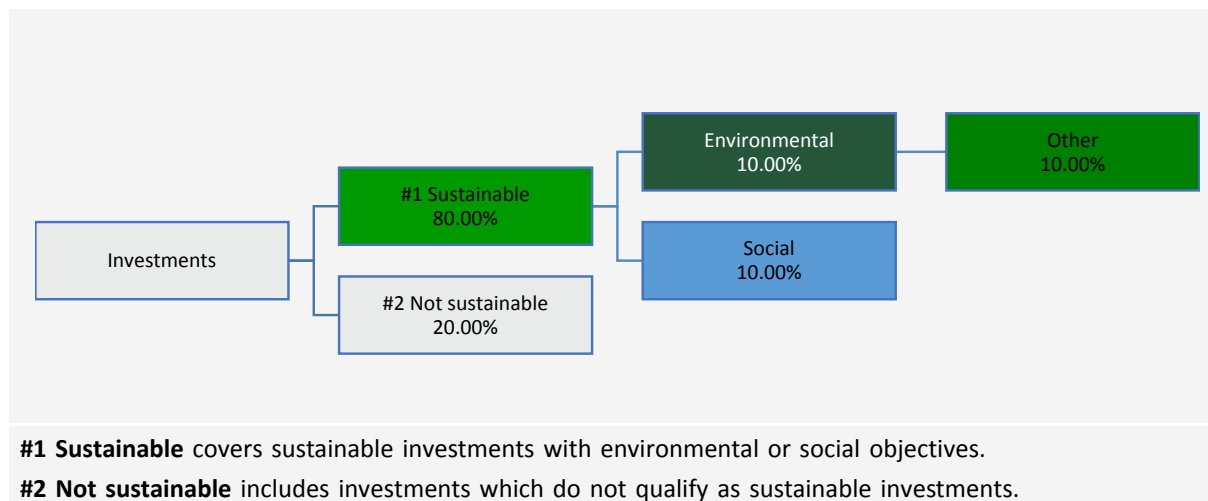 Environmental
10.00%
Other
10.00%
#1 Sustainable
80.00%
Investments
Social
10.00%
#2 Not sustainable
20.00%
#1 Sustainable covers sustainable investments with environmental or social objectives.
#2 Not sustainable includes investments which do not qualify as sustainable investments.